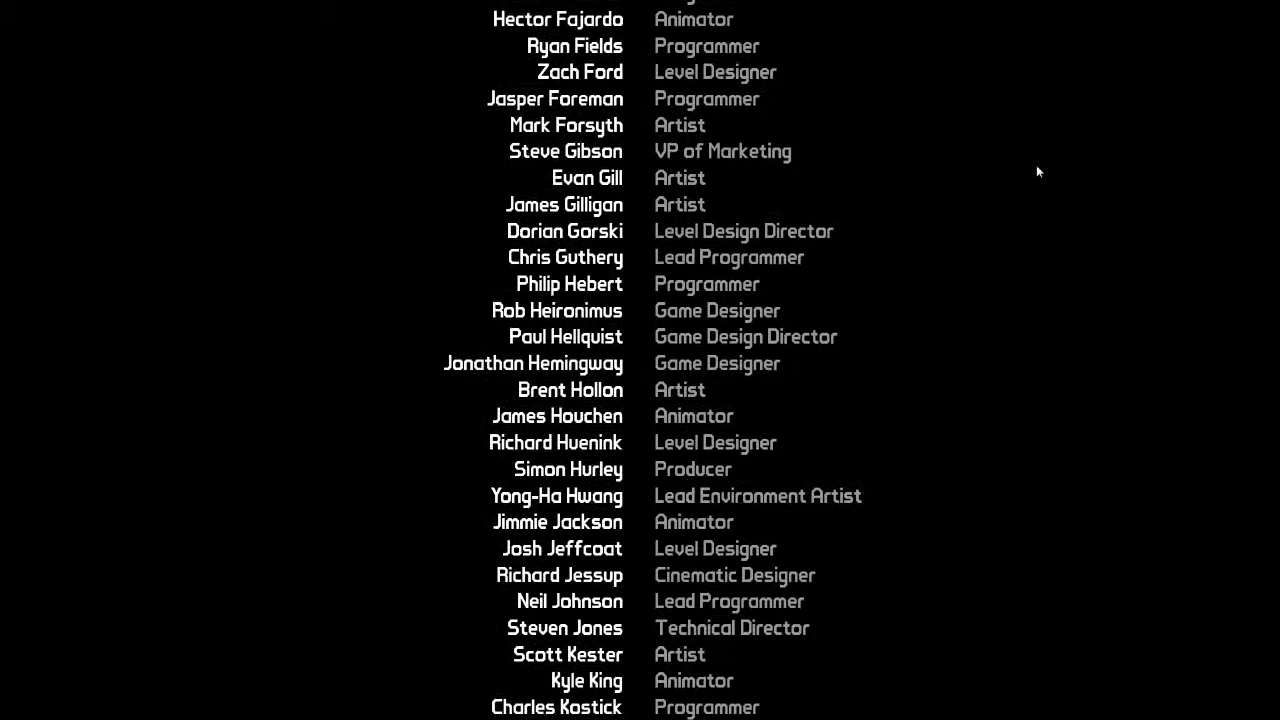 Hector Fajardo Animator
Ryan Fields Programmer
Zach Ford Level Designer
Jasper Foreman Programmer
Mark Forsyth Artist
Steve Gibson VP of Marketing
Evan Gill Artist
James Gilligan Artist
Dorian Gorski Level Design Director
Chris Guthery Lead Programmer
Philip Hebert Programmer
Rob Heironimus Game Designer
Paul Hellquist Game Design Director
Jonathan Hemingway Game Designer
Brent Hollon Artist
James Houchen Animator
Richard Huenink Level Designer
Simon Hurley Producer
Yong-Ha Hwang Lead Environment Artist
Jimmie Jackson Animator
Josh Jeffcoat Level Designer
Richard Jessup Cinematic Designer
Neil Johnson Lead Programmer
Steven Jones Technical Director
Scott Kester Artist
Kyle King Animator
Charles Kostick Programmer